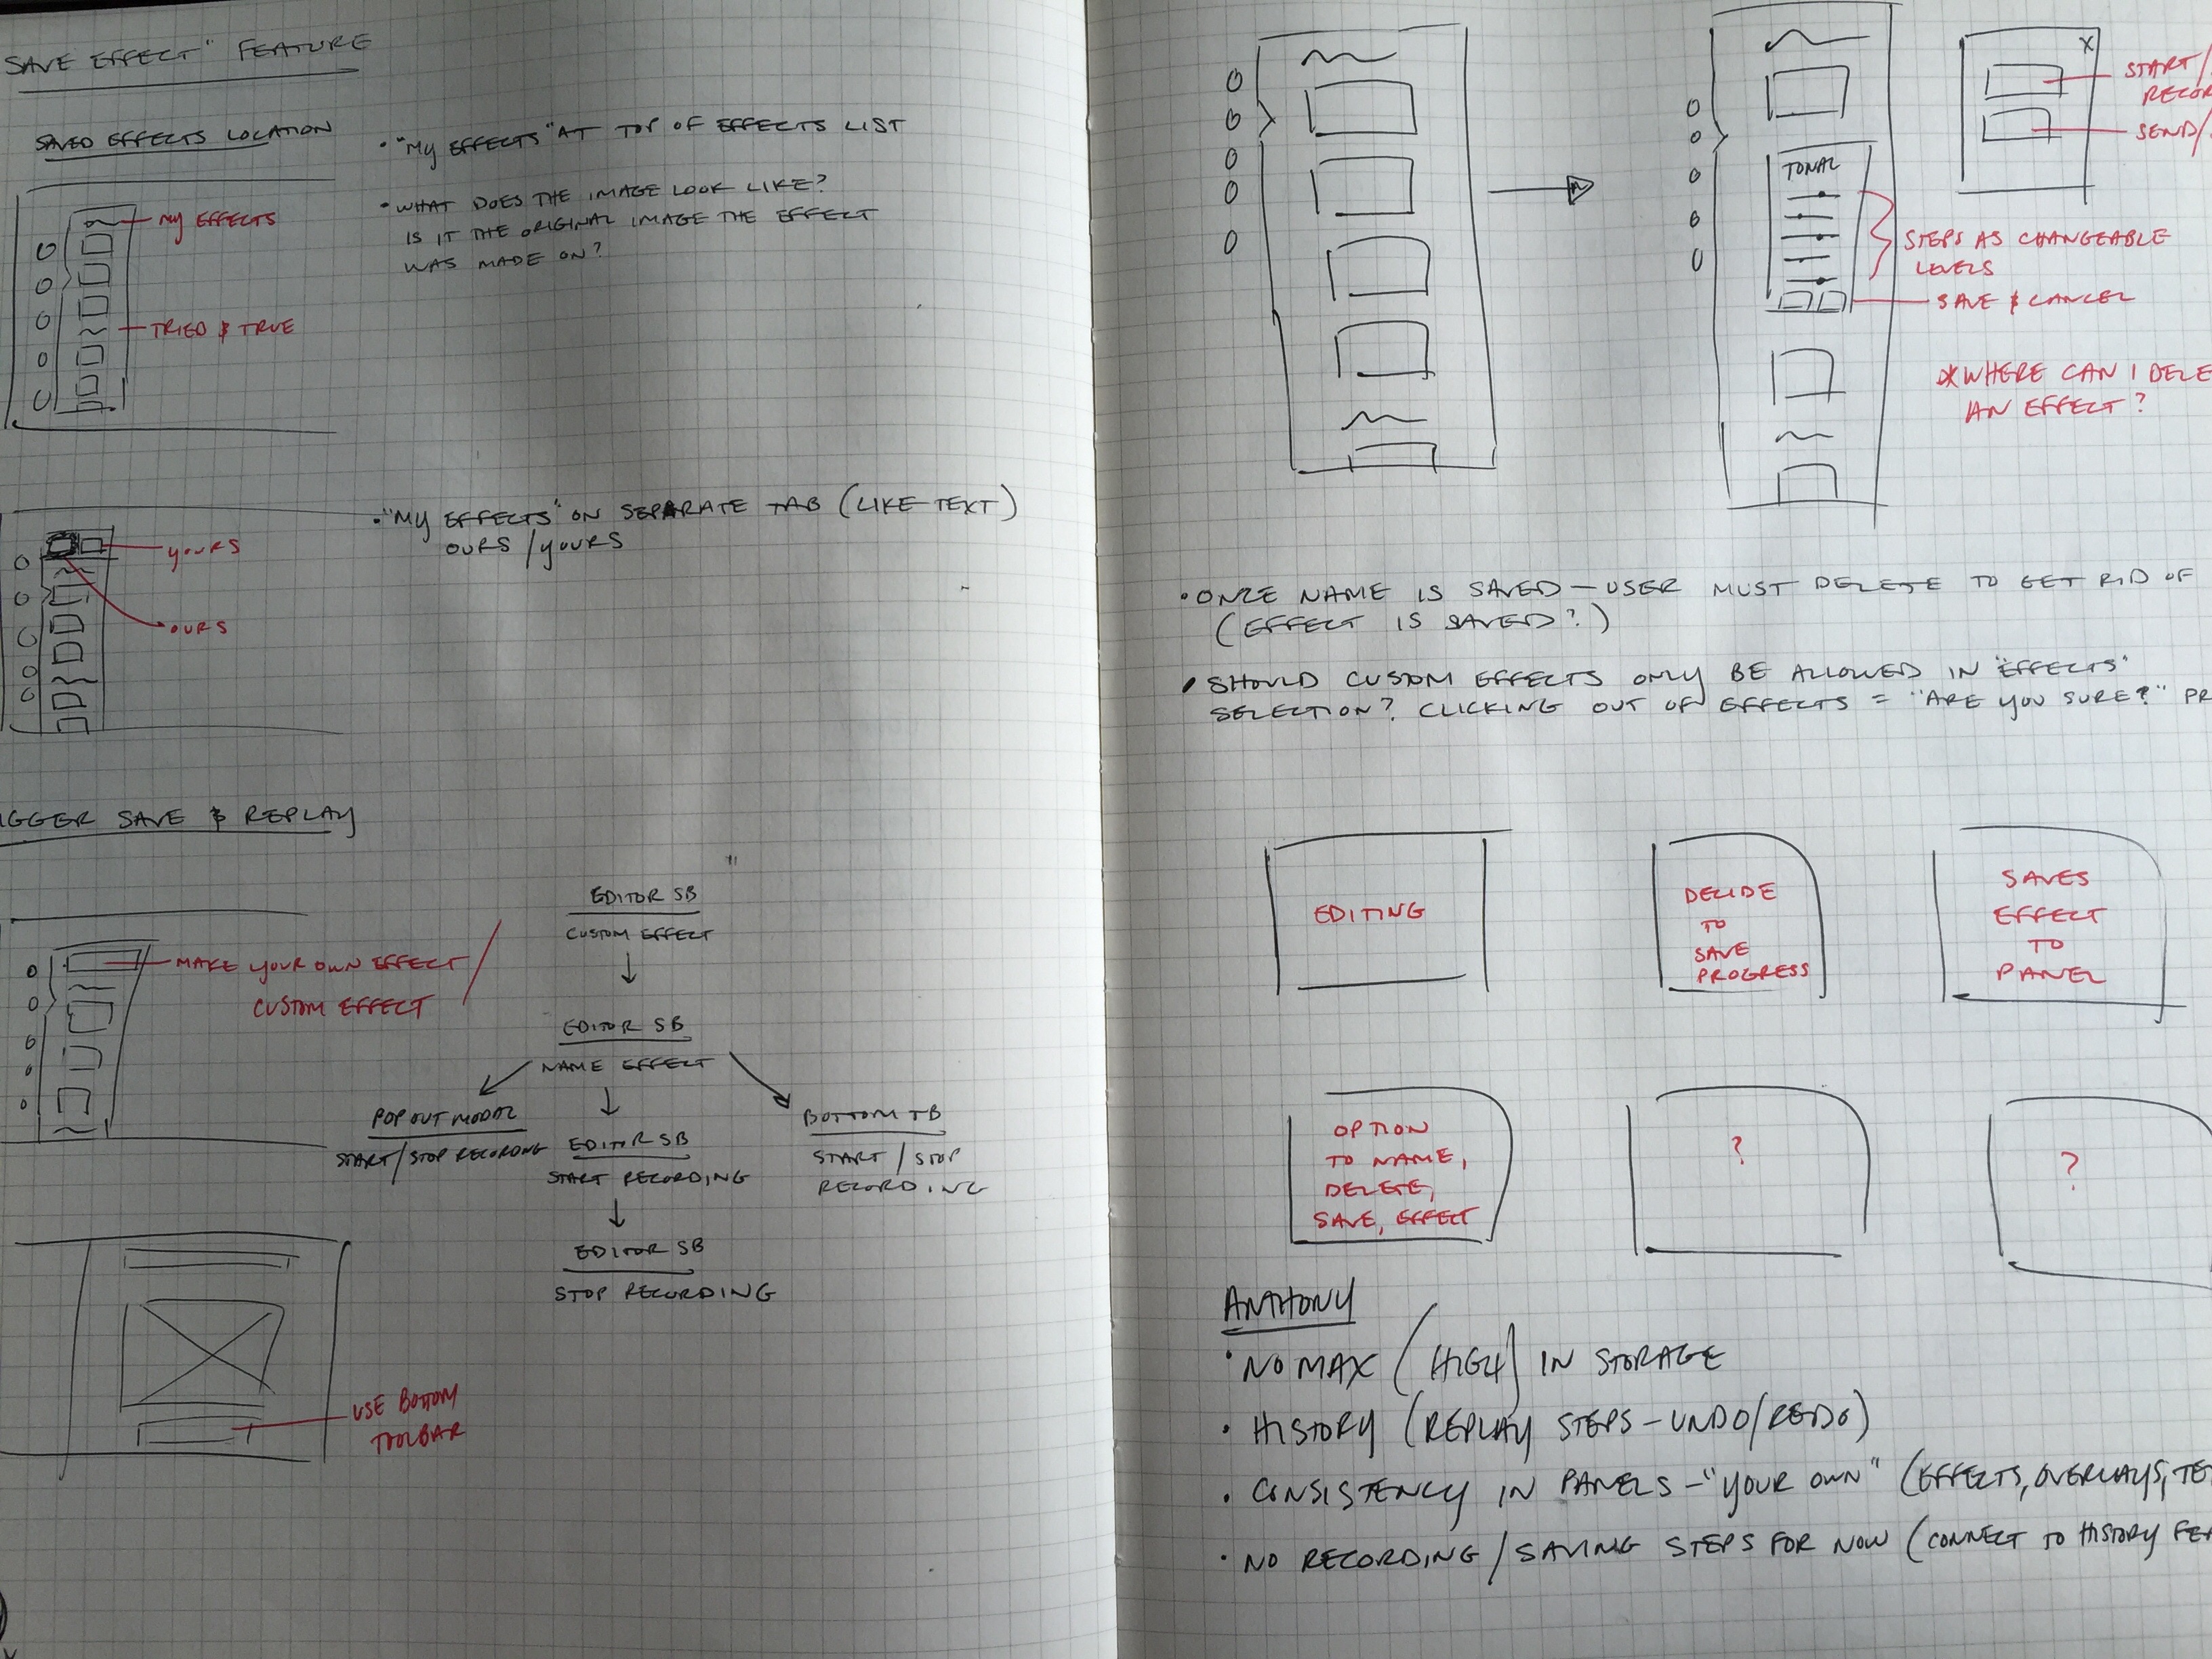 SAVE EFFECT" FEATURE
SAVED EFFECTS LOCATION
• "MY EFFECTS" AT TOP OF EFFECTS LIST
• WHAT DOES THE IMAGE LOOK LIKE?
IS IT THE ORIGINAL IMAGE THE EFFECT
WAS MADE ON?
MY EFFECTS
TRIED & TRUE
• "MY EFFECTS" ON SEPARATE TAB (LIKE TEXT)
OURS / YOURS
YOURS
OURS
IGGER SAVE & REPLAY
MAKE YOUR OWN EFFECT /
CUSTOM EFFECT
EDITOR SB
CUSTOM EFFECT
EDITOR SB
NAME EFFECT
POP OUT MODAL
START/STOP RECORDING
EDITOR SB
START RECORDING
BOTTOM TB
START / STOP
RECORDING
EDITOR SB
STOP RECORDING
USE BOTTOM
TOOLBAR
TONAL
X
START/
RECOR
SEND/
STEPS AS CHANGEABLE
LEVELS
SAVE & CANCEL
* WHERE CAN I DELE
AN EFFECT?
• ONCE NAME IS SAVED — USER MUST DELETE TO GET RID OF
(EFFECT IS SAVED?)
• SHOULD CUSTOM EFFECTS ONLY BE ALLOWED IN "EFFECTS"
SELECTION? CLICKING OUT OF EFFECTS = "ARE YOU SURE?" PR
EDITING
DECIDE
TO
SAVE
PROGRESS
SAVES
EFFECT
TO
PANEL
OPTION
TO NAME,
DELETE,
SAVE, EFFECT
?
?
ANTHONY
• NO MAX (HIGH) IN STORAGE
• HISTORY (REPLAY STEPS – UNDO/REDO)
• CONSISTENCY IN PANELS – "YOUR OWN" (EFFECTS, OVERLAYS, TE
• NO RECORDING / SAVING STEPS FOR NOW (CONNECT TO HISTORY FE